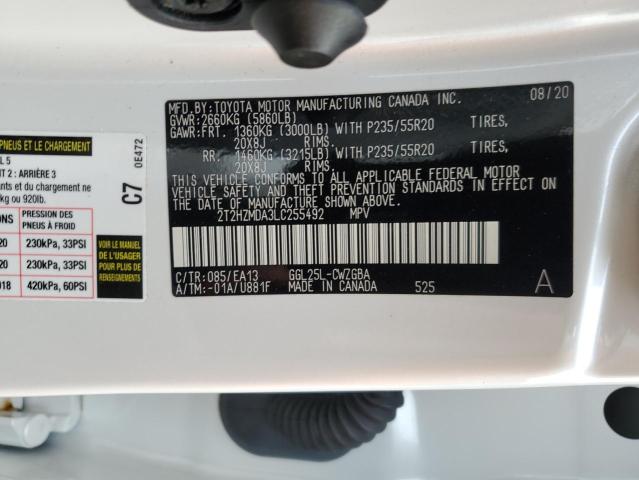 MFD.BY:TOYOTA MOTOR MANUFACTURING CANADA INC. 08/20
GVWR:2660KG (5860LB)
GAWR:FRT. 1360KG (3000LB) WITH P235/55R20 TIRES,
20X8J RIMS.
RR. 1460KG (3215LB) WITH P235/55R20 TIRES,
20X8J RIMS.
THIS VEHICLE CONFORMS TO ALL APPLICABLE FEDERAL MOTOR
VEHICLE SAFETY AND THEFT PREVENTION STANDARDS IN EFFECT
ON THE DATE OF MANUFACTURE SHOWN ABOVE.
2T2HZMDA3LC255492 MPV
C/TR:085/EA13 GGL25L-CWZGBA
A/TM:-01A/U881F MADE IN CANADA 525 A
PNEUS ET LE CHARGEMENT
L 5
NT 2 : ARRIÈRE 3
ants et du chargement ne
kg ou 920lb.
C7 0E472
ONS PRESSION DES
PNEUS À FROID
20 230kPa, 33PSI
20 230kPa, 33PSI
D18 420kPa, 60PSI
VOIR LE MANUEL
DE L'USAGER
POUR PLUS DE
RENSEIGNEMENTS